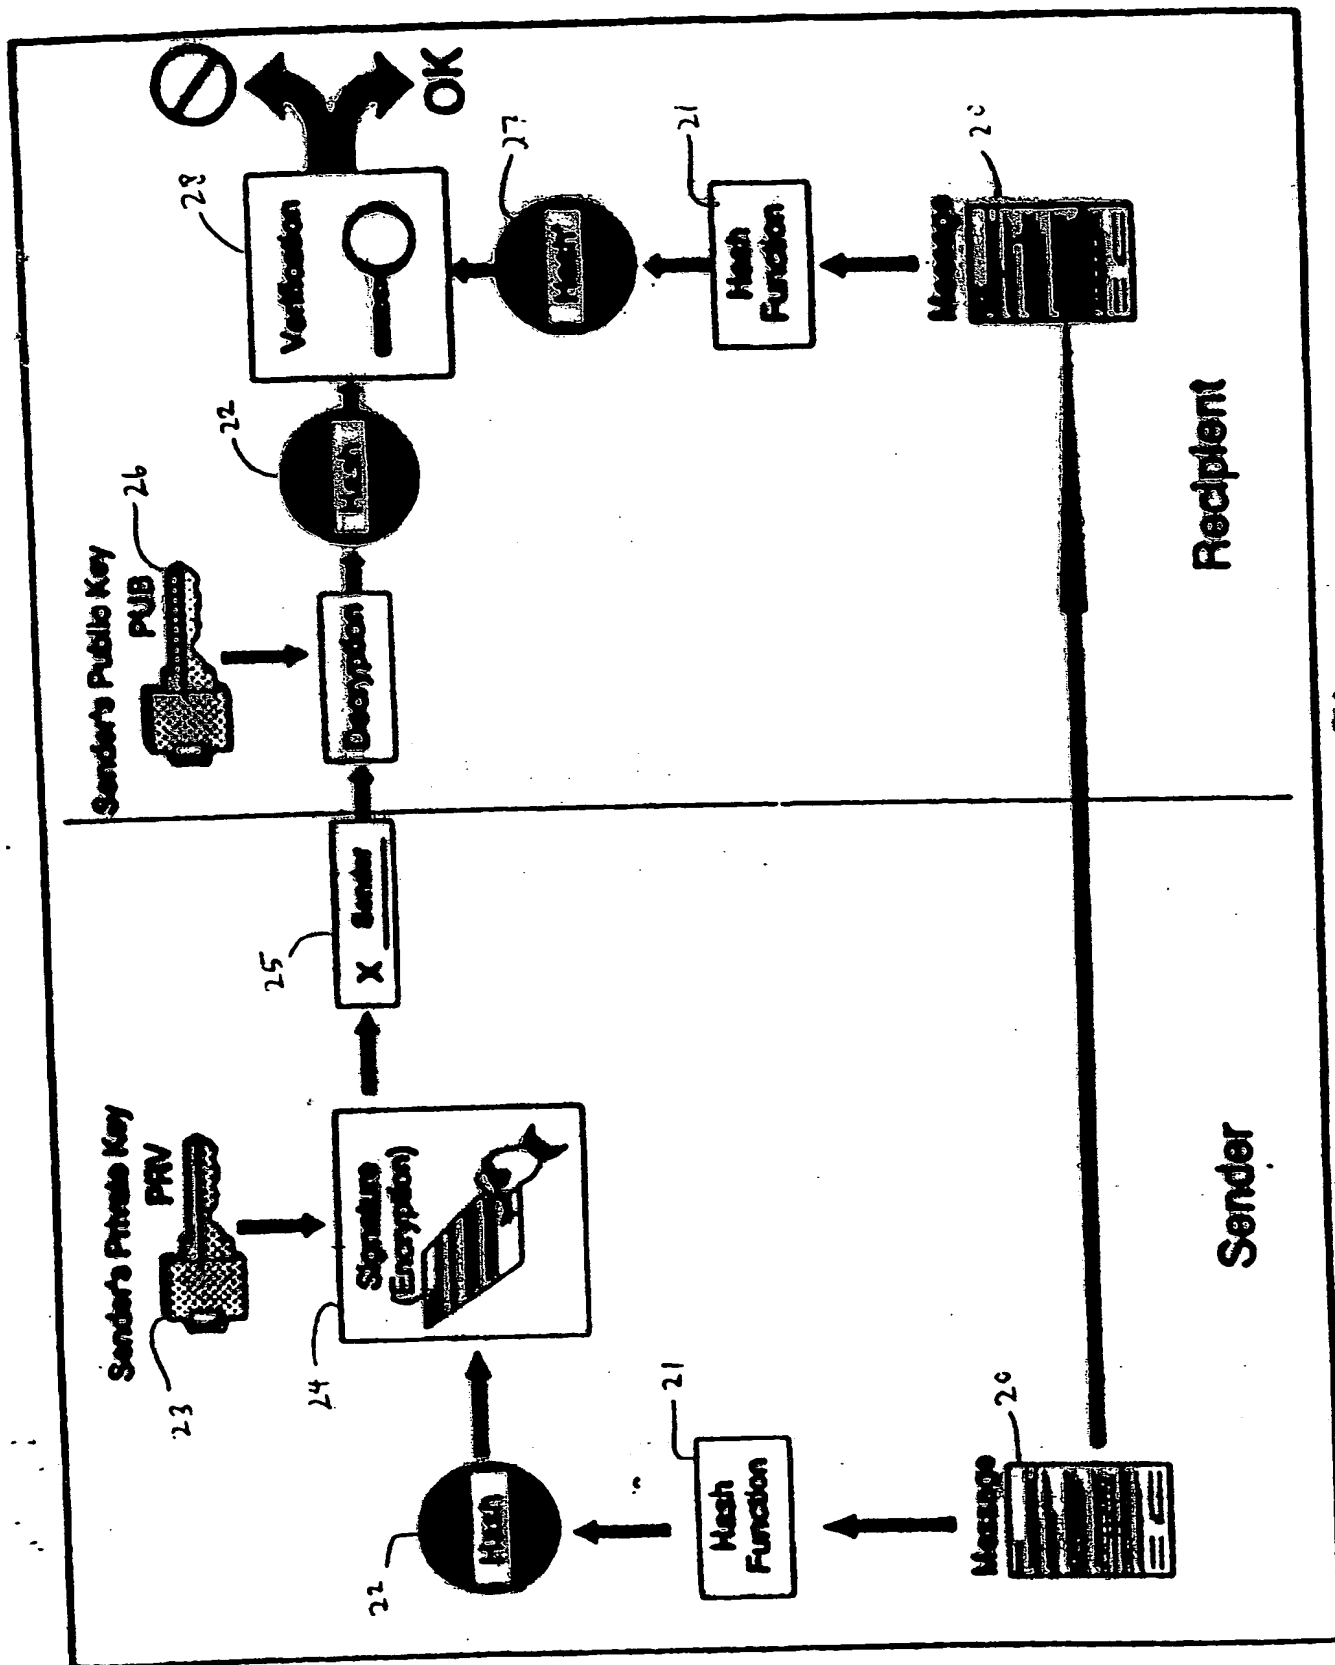 Sender's Private Key
PRV
23
Signature
(Encryption)
24
Hash
22
Hash
Function
21
Message
20
X Sender
25
Sender
Sender's Public Key
PUB
26
Decryption
Hash
22
Verification
28
OK
27
Hash
Function
21
Message
20
Recipient